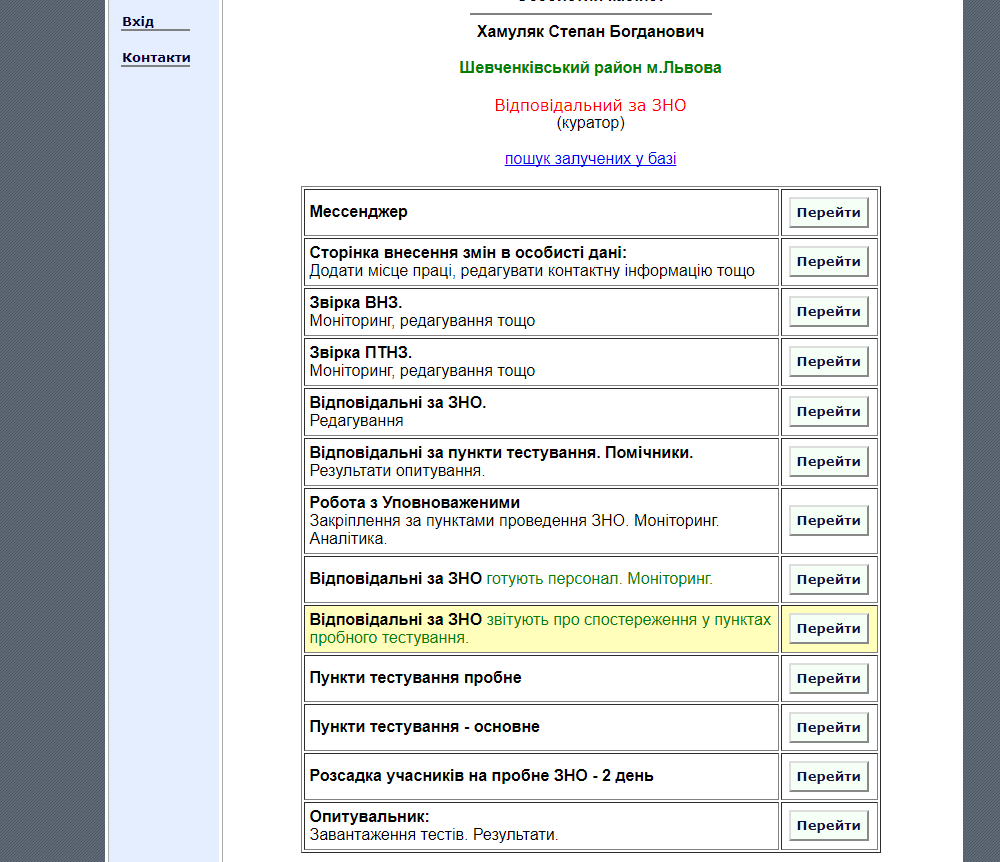 Вхід
Контакти
Хамуляк Степан Богданович
Шевченківський район м.Львова
Відповідальний за ЗНО
(куратор)
пошук залучених у базі
Мессенджер
Перейти
Сторінка внесення змін в особисті дані:
Додати місце праці, редагувати контактну інформацію тощо
Перейти
Звірка ВНЗ.
Моніторинг, редагування тощо
Перейти
Звірка ПТНЗ.
Моніторинг, редагування тощо
Перейти
Відповідальні за ЗНО.
Редагування
Перейти
Відповідальні за пункти тестування. Помічники.
Результати опитування.
Перейти
Робота з Уповноваженими
Закріплення за пунктами проведення ЗНО. Моніторинг.
Аналітика.
Перейти
Відповідальні за ЗНО готують персонал. Моніторинг.
Перейти
Відповідальні за ЗНО звітують про спостереження у пунктах
пробного тестування.
Перейти
Пункти тестування пробне
Перейти
Пункти тестування - основне
Перейти
Розсадка учасників на пробне ЗНО - 2 день
Перейти
Опитувальник:
Завантаження тестів. Результати.
Перейти